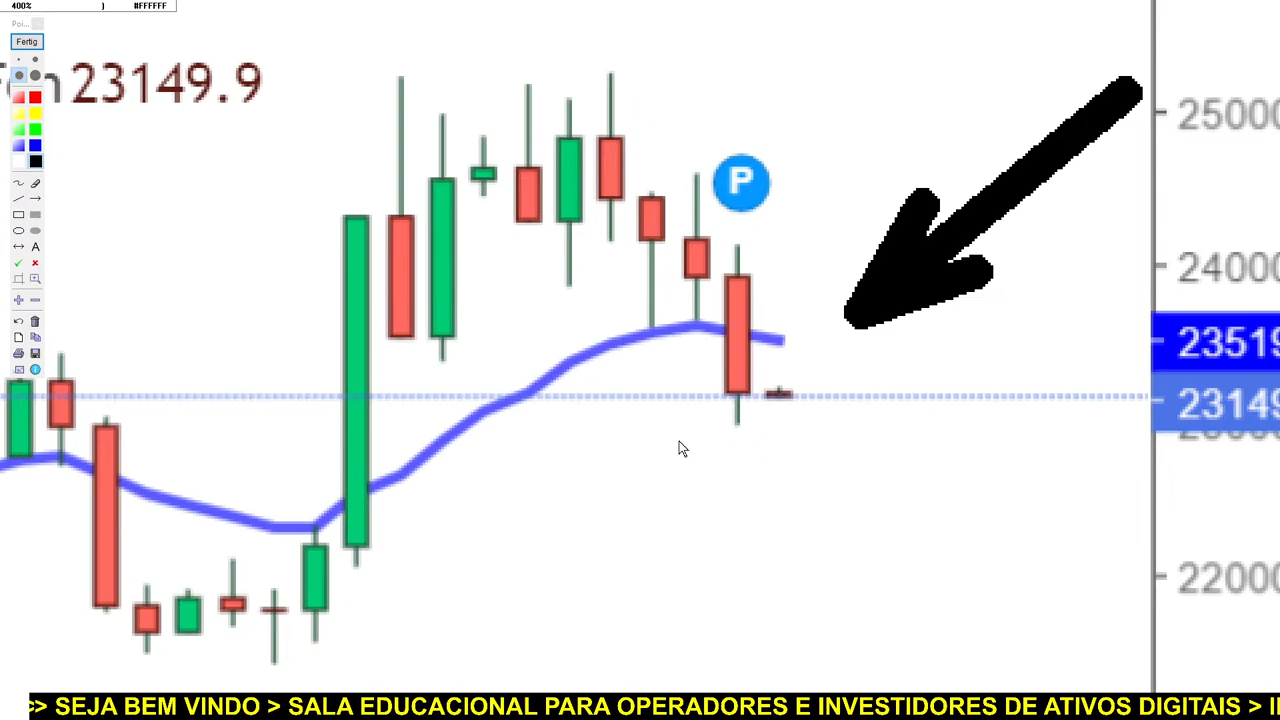 400% ) #FFFFFF
Poi...
Fertig
23149.9
P
A
25000
24000
23519
23149
22000
> SEJA BEM VINDO > SALA EDUCACIONAL PARA OPERADORES E INVESTIDORES DE ATIVOS DIGITAIS > I